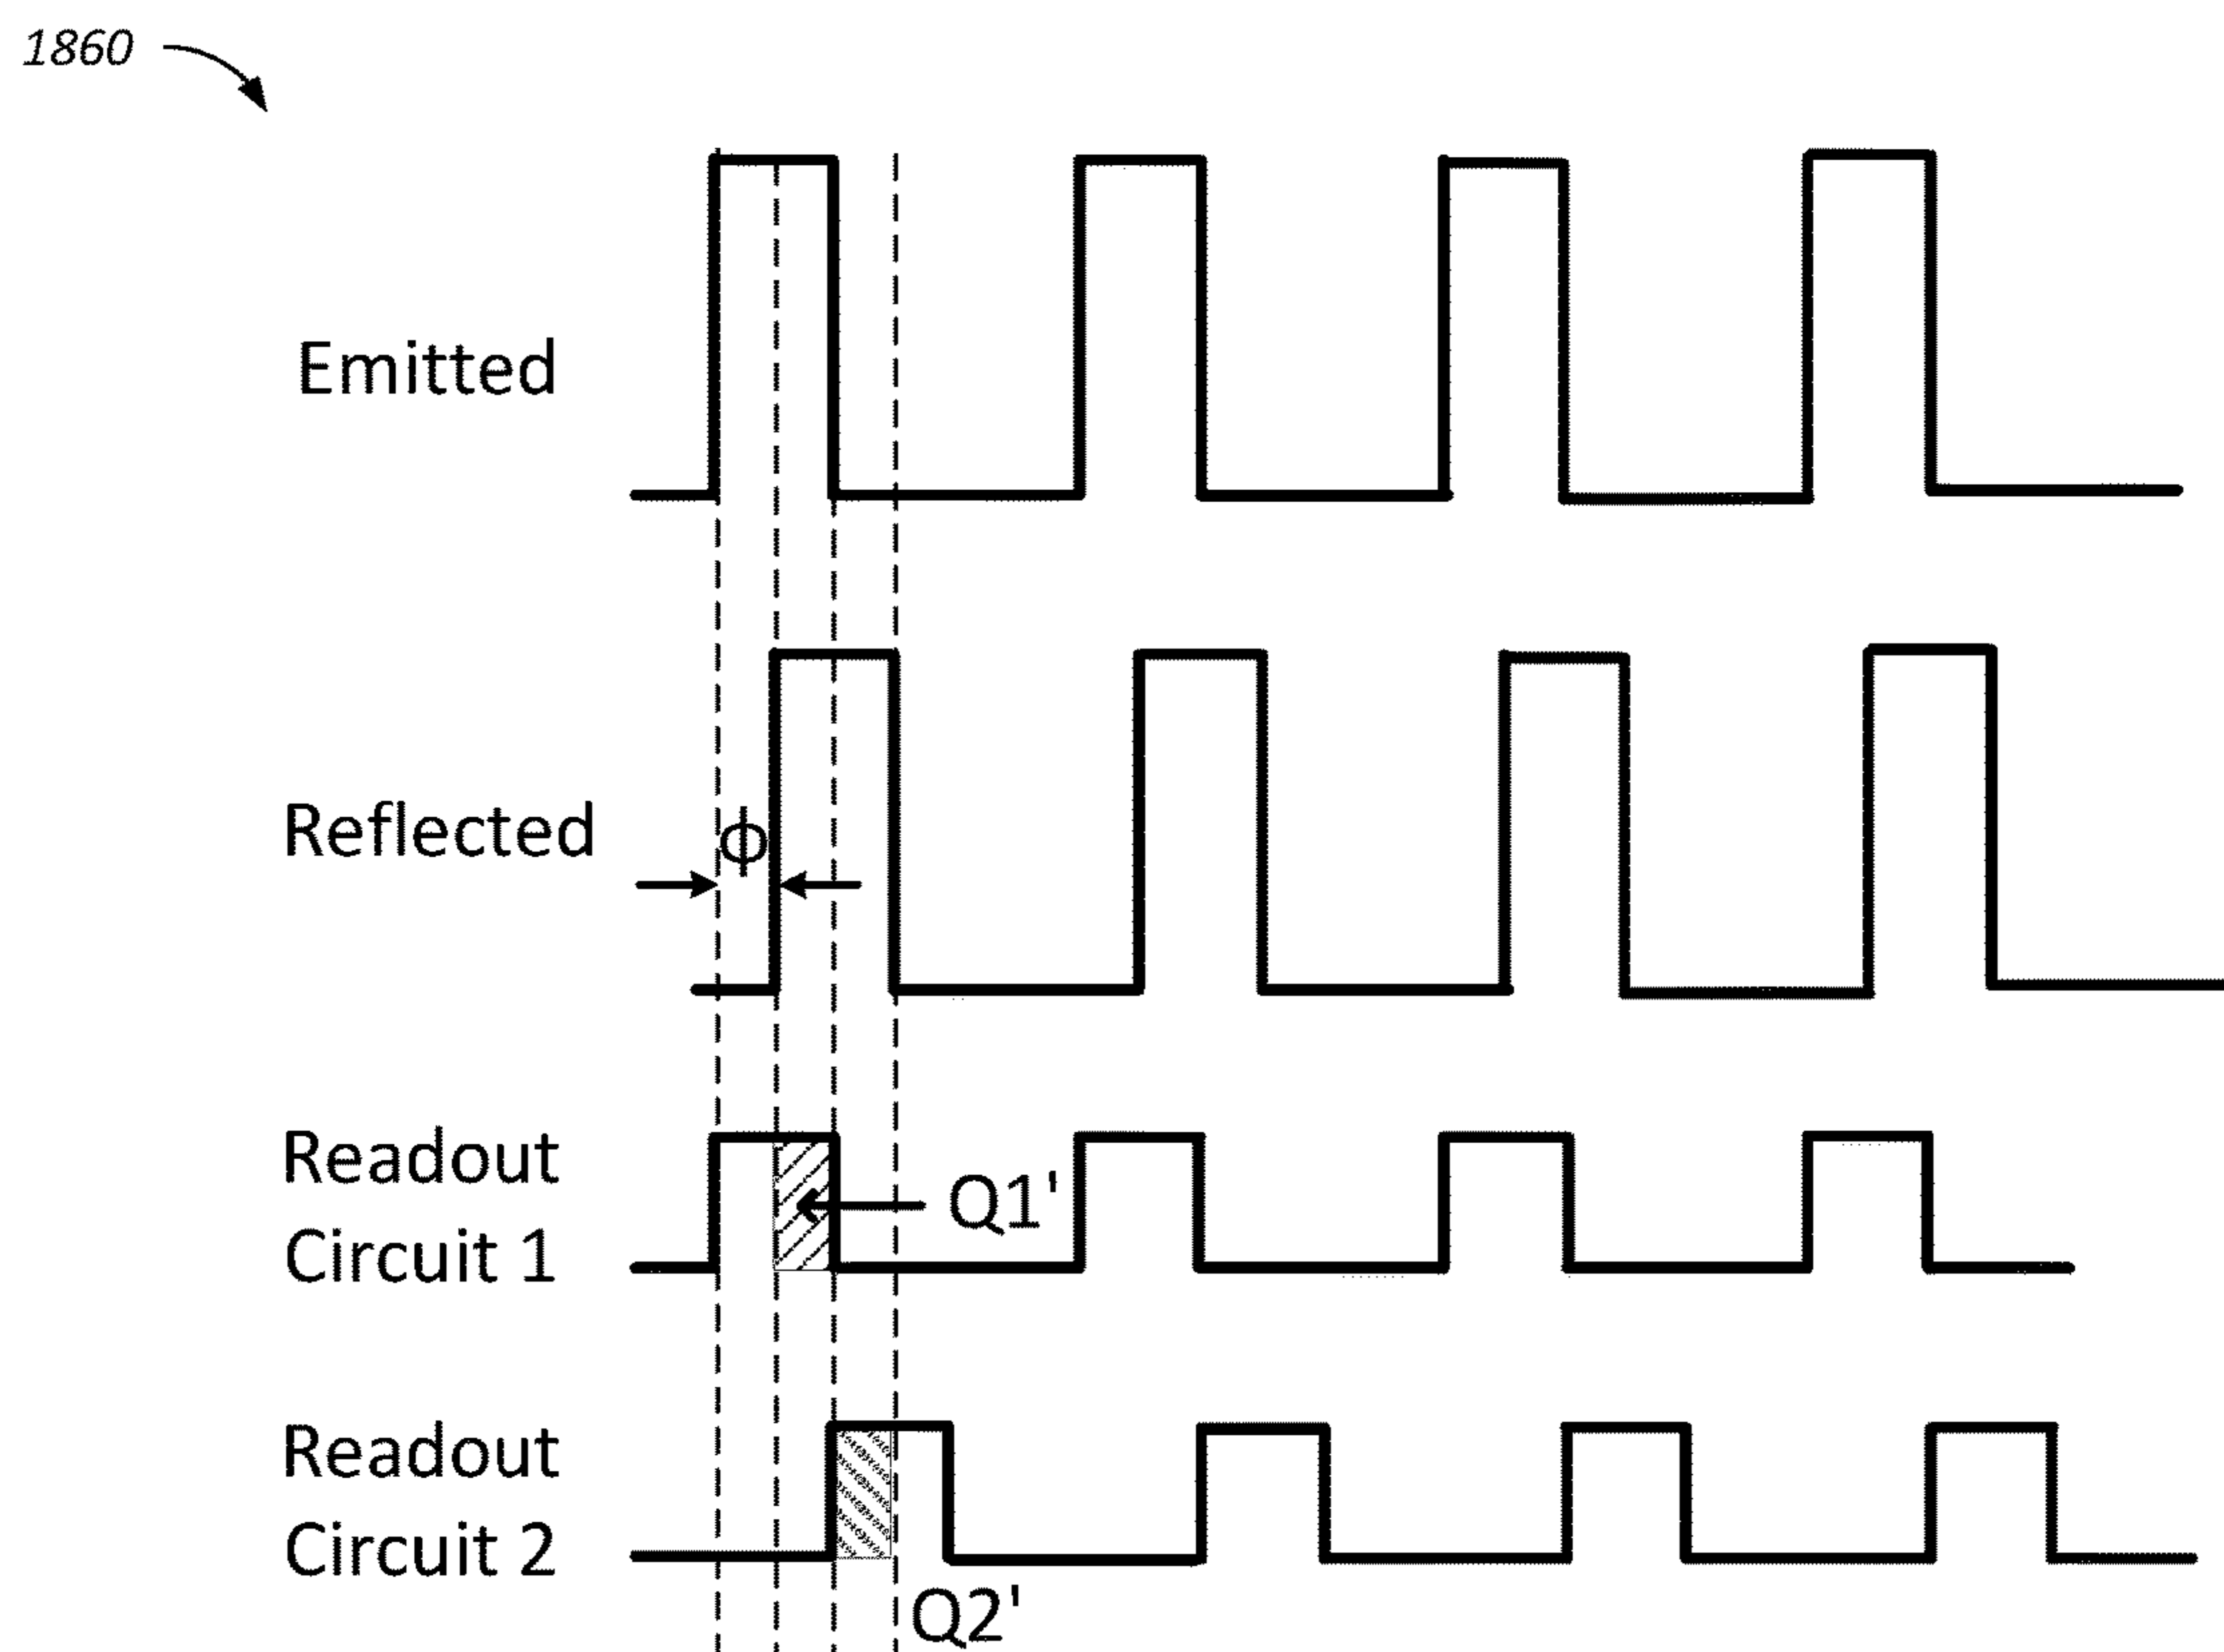 1860
Emitted
Reflected
ϕ
Readout
Circuit 1
Q1'
Readout
Circuit 2
Q2'